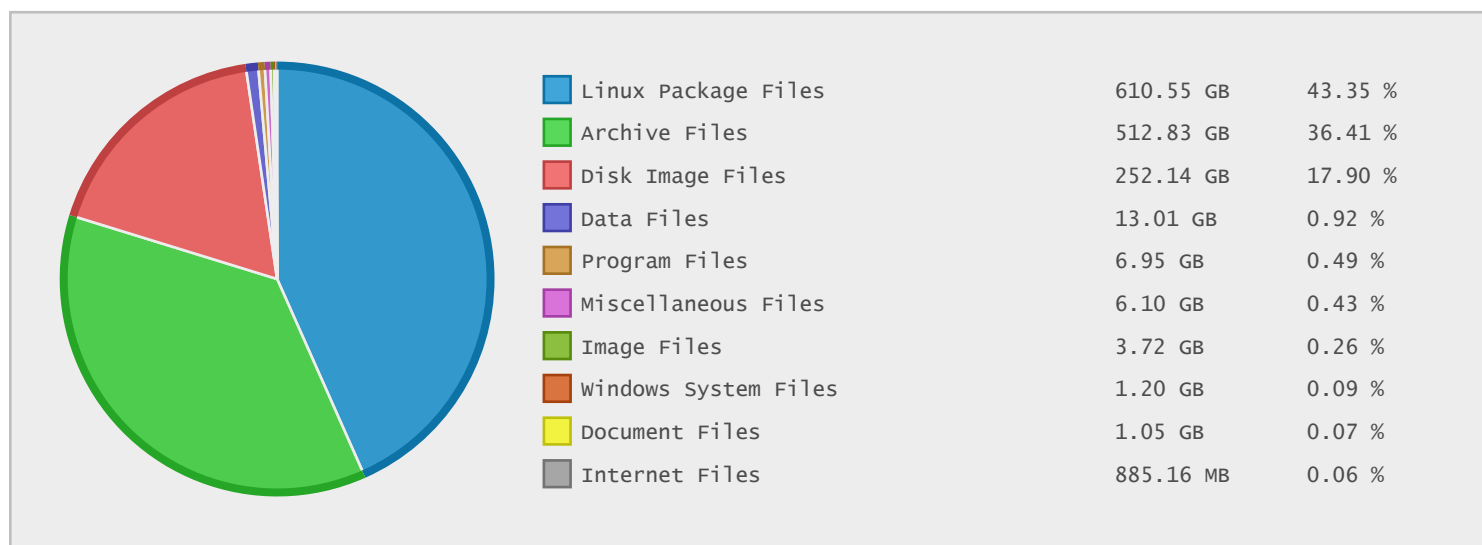 Linux Package Files 610.55 GB 43.35 %
Archive Files 512.83 GB 36.41 %
Disk Image Files 252.14 GB 17.90 %
Data Files 13.01 GB 0.92 %
Program Files 6.95 GB 0.49 %
Miscellaneous Files 6.10 GB 0.43 %
Image Files 3.72 GB 0.26 %
Windows System Files 1.20 GB 0.09 %
Document Files 1.05 GB 0.07 %
Internet Files 885.16 MB 0.06 %